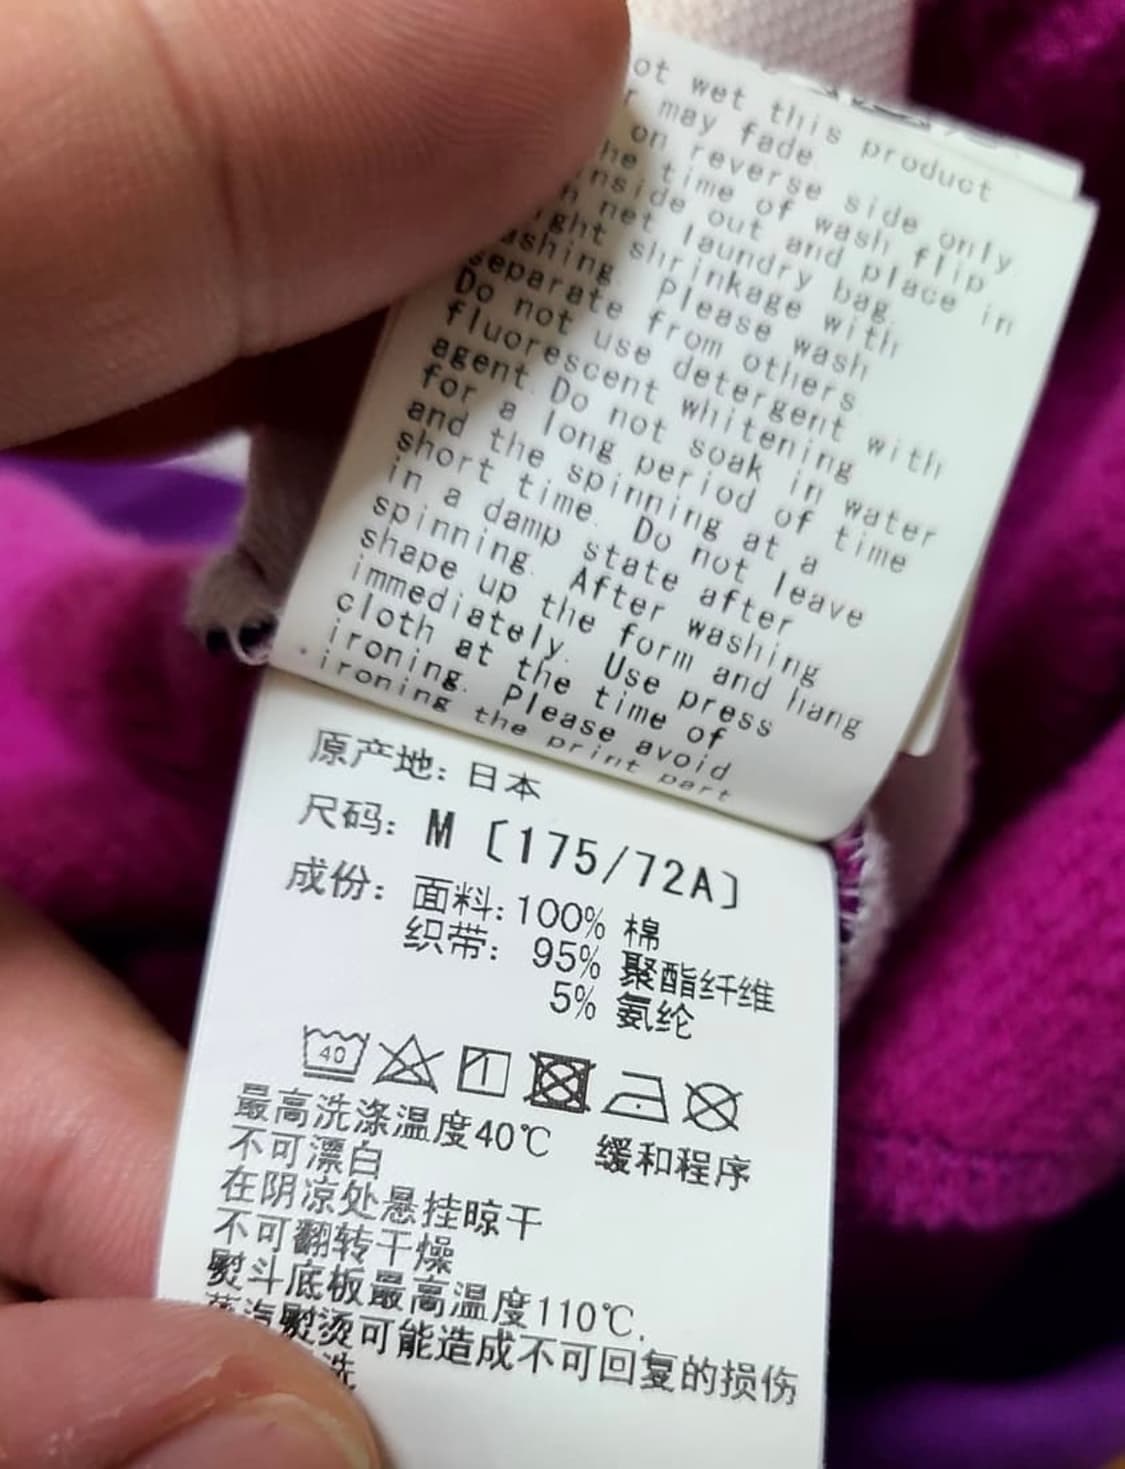 wet this product
may fade
on reverse side only
time of wash flip
out and place in
net laundry bag.
shrinkage with
Please wash
separate from others.
Do not use detergent with
fluorescent whitening
agent. Do not soak in water
for a long period of time
and the spinning at a
short time. Do not leave
in a damp state after
spinning. After washing
shape up the form and hang
immediately. Use press
cloth at the time of
ironing. Please avoid
ironing the print part
原产地: 日本
尺码: M 〔175/72A〕
成份: 面料: 100% 棉
织带: 95% 聚酯纤维
5% 氨纶
40
最高洗涤温度40℃ 缓和程序
不可漂白
在阴凉处悬挂晾干
不可翻转干燥
熨斗底板最高温度110℃,
熨烫可能造成不可回复的损伤
洗